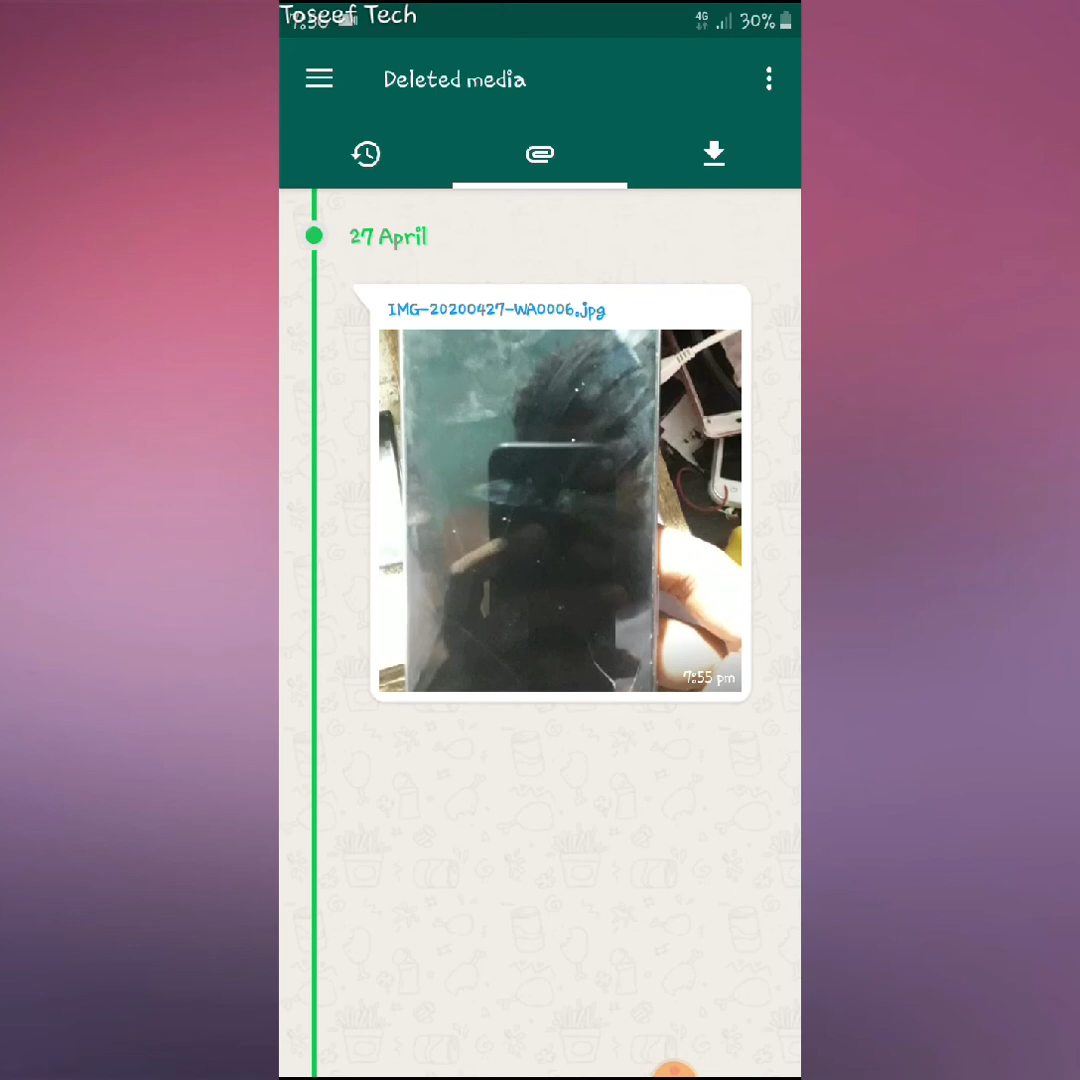 Toseef Tech
4G 30%
Deleted media
27 April
IMG-20200427-WA0006.jpg
7:55 pm